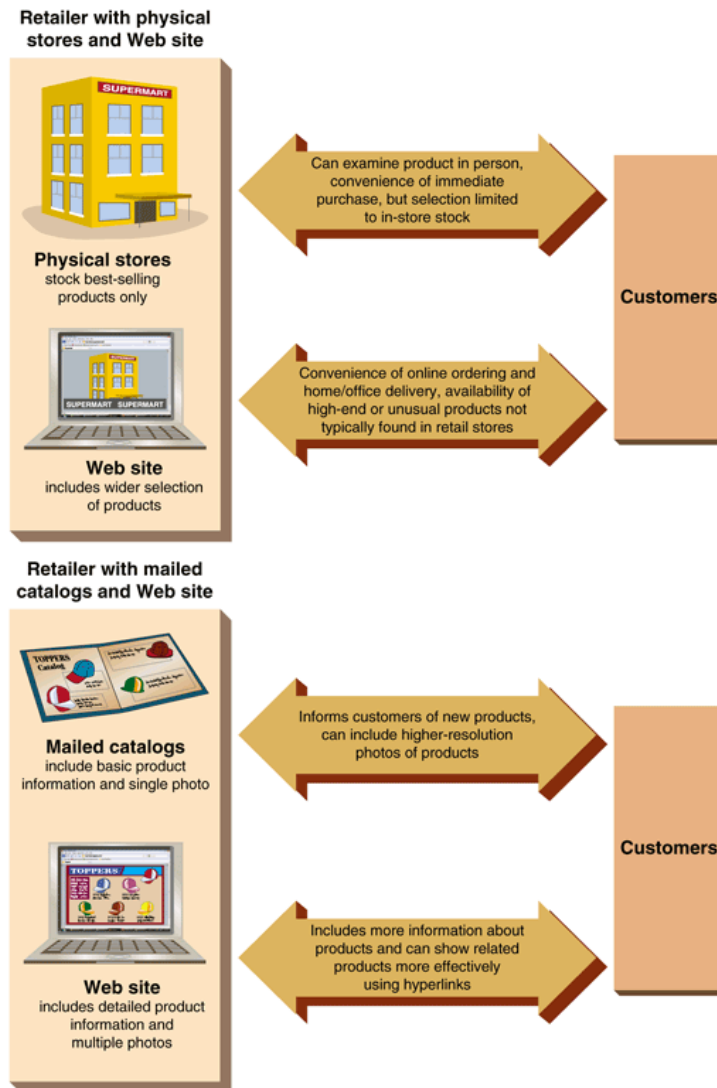 Retailer with physical
stores and Web site
SUPERMART
Can examine product in person,
convenience of immediate
purchase, but selection limited
to in-store stock
Physical stores
stock best-selling
products only
Customers
SUPERMART
SUPERMART SUPERMART
Convenience of online ordering and
home/office delivery, availability of
high-end or unusual products not
typically found in retail stores
Web site
includes wider selection
of products
Retailer with mailed
catalogs and Web site
TOPPERS
Catalog
Informs customers of new products,
can include higher-resolution
photos of products
Mailed catalogs
include basic product
information and single photo
Customers
TOPPERS
Includes more information about
products and can show related
products more effectively
using hyperlinks
Web site
includes detailed product
information and
multiple photos